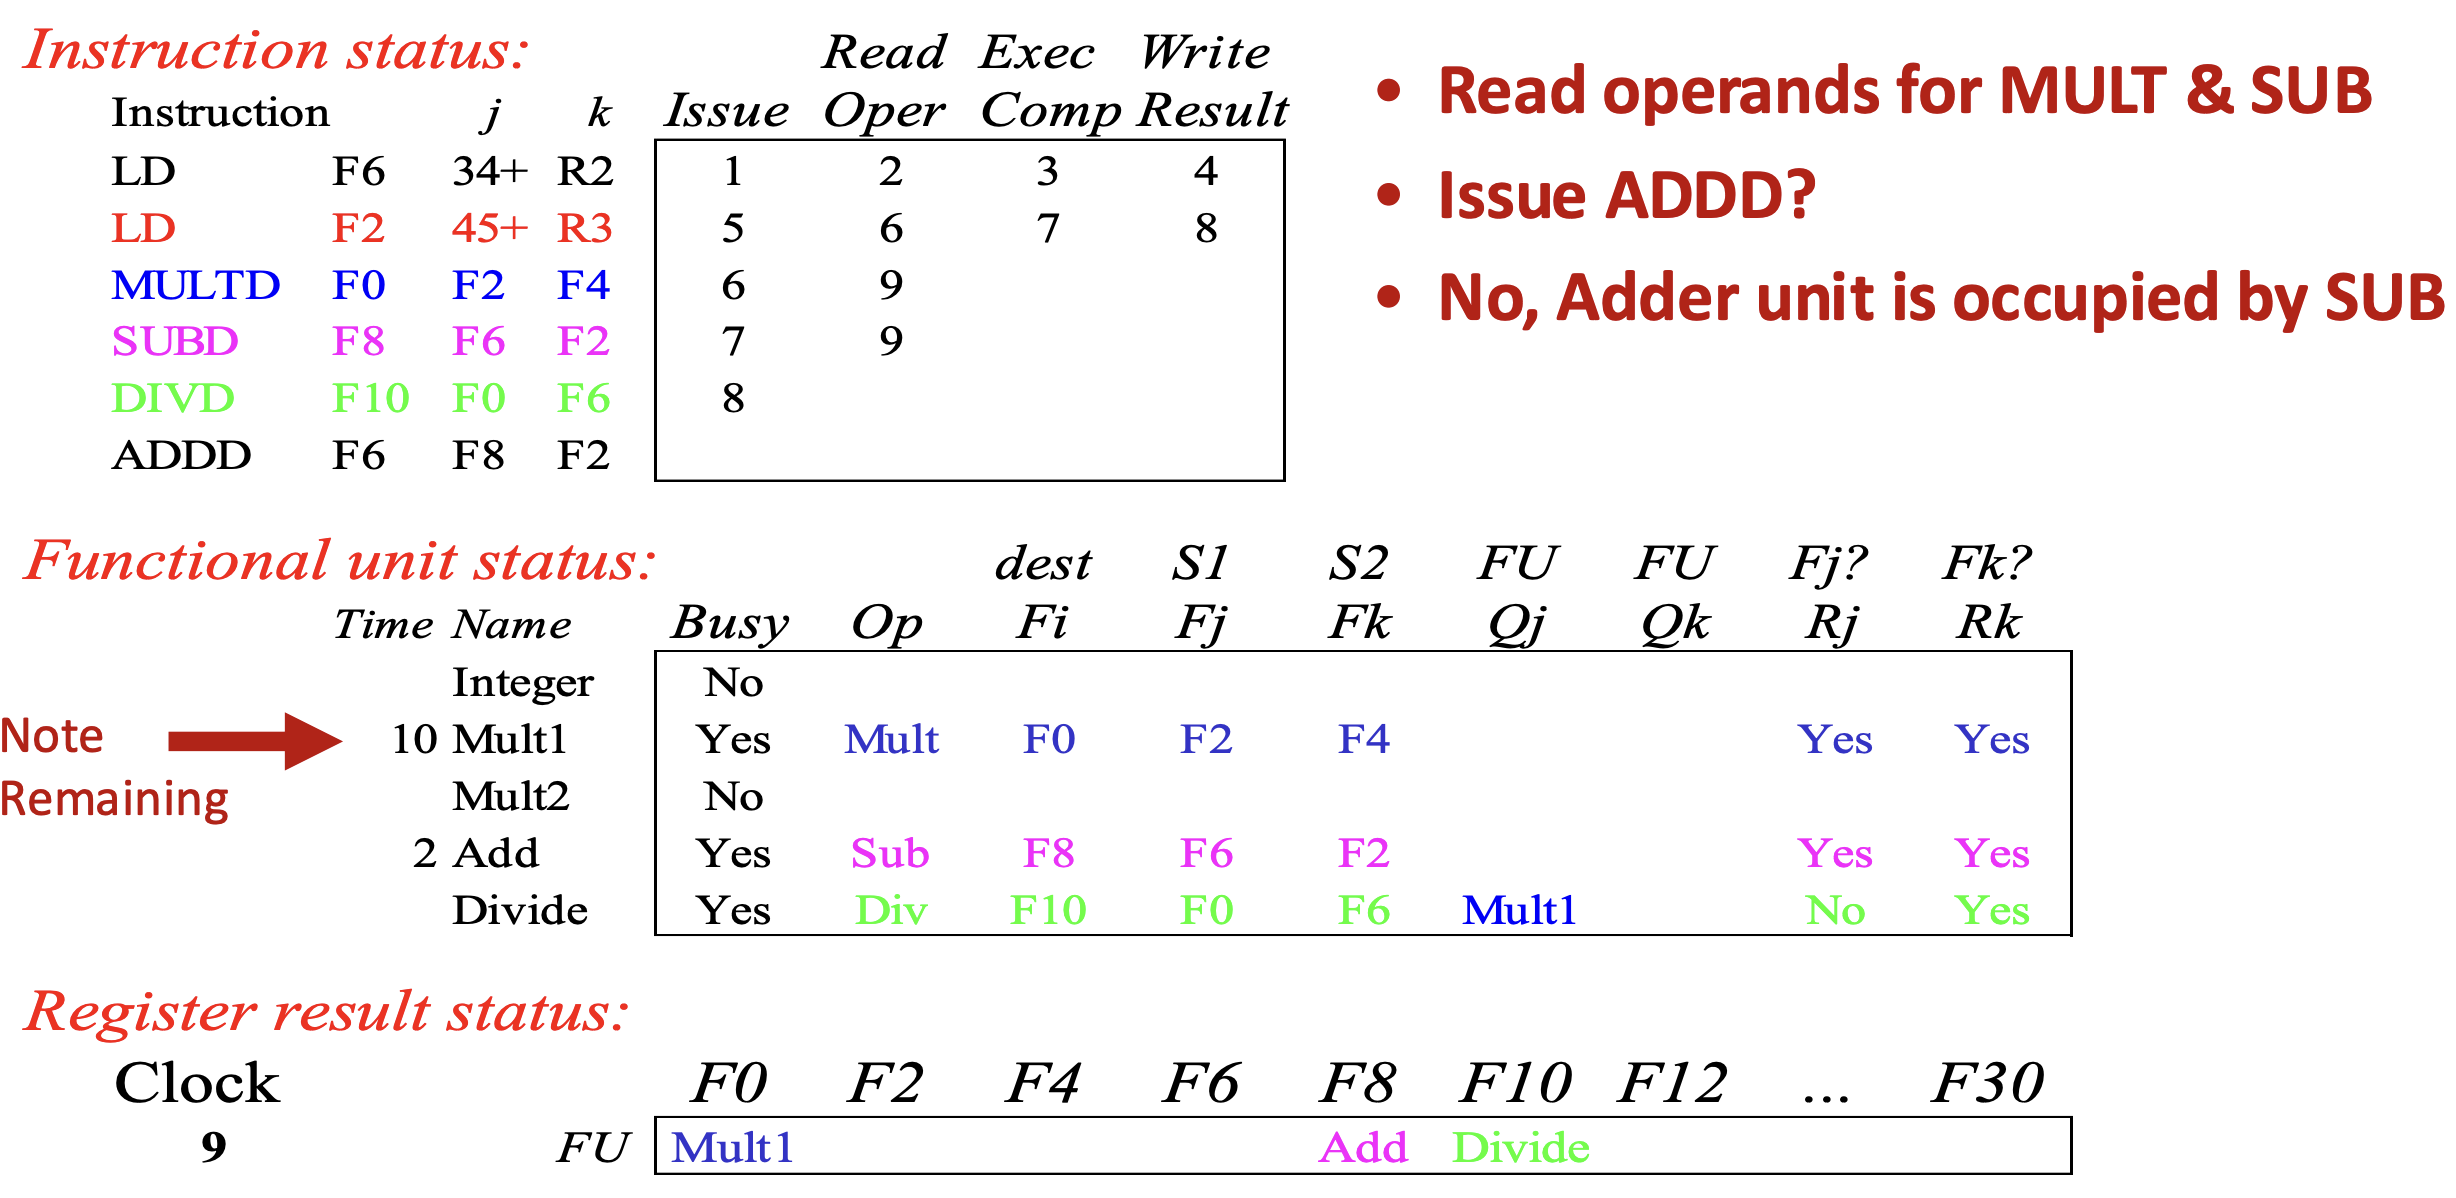 Instruction status:
Read Exec Write
Instruction j k Issue Oper Comp Result
LD F6 34+ R2 1 2 3 4
LD F2 45+ R3 5 6 7 8
MULTD F0 F2 F4 6 9
SUBD F8 F6 F2 7 9
DIVD F10 F0 F6 8
ADDD F6 F8 F2
• Read operands for MULT & SUB
• Issue ADDD?
• No, Adder unit is occupied by SUB
Functional unit status:
dest S1 S2 FU FU Fj? Fk?
Time Name Busy Op Fi Fj Fk Qj Qk Rj Rk
Integer No
10 Mult1 Yes Mult F0 F2 F4 Yes Yes
Mult2 No
2 Add Yes Sub F8 F6 F2 Yes Yes
Divide Yes Div F10 F0 F6 Mult1 No Yes
Note
Remaining
Register result status:
Clock F0 F2 F4 F6 F8 F10 F12 ... F30
9 FU Mult1 Add Divide